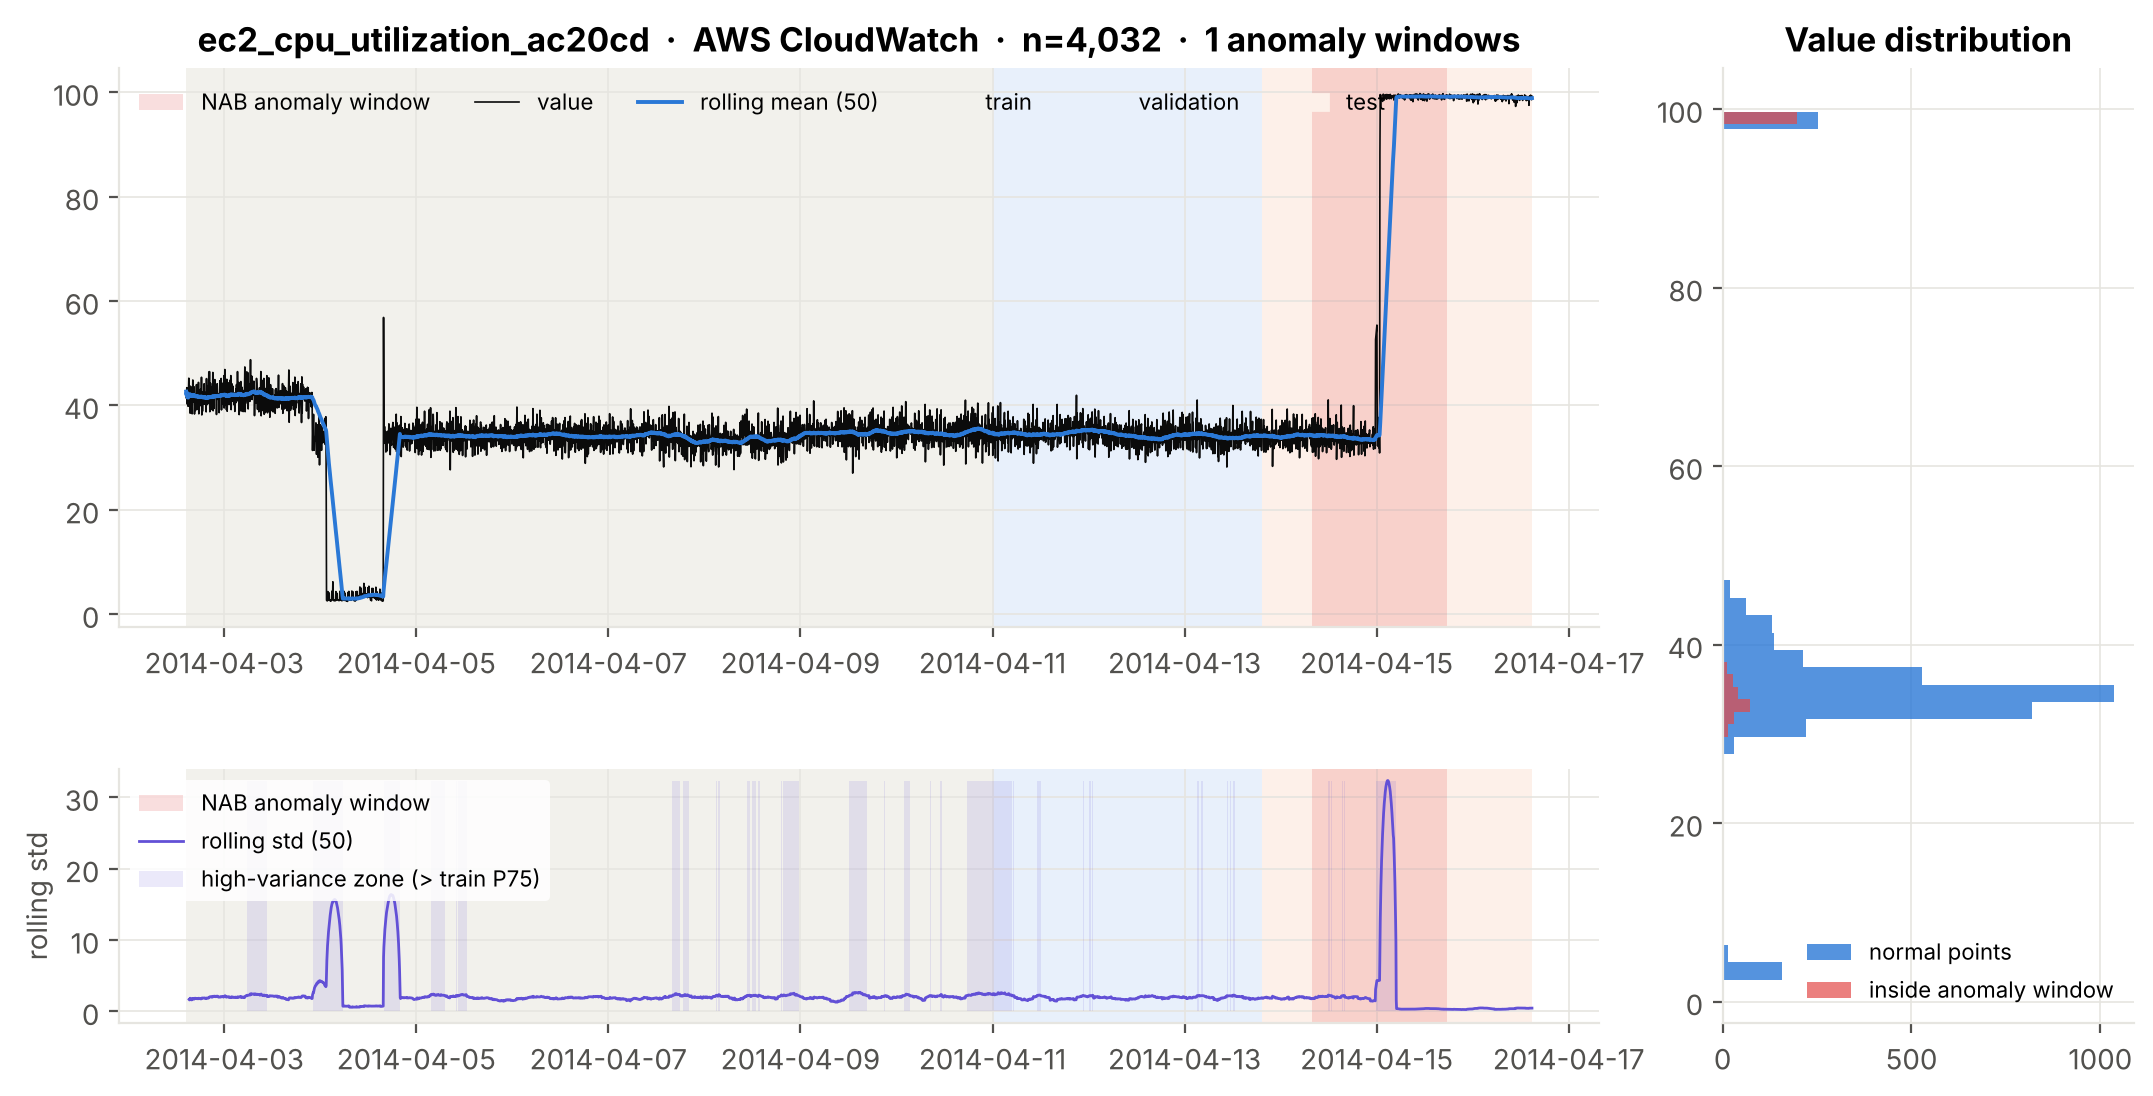 ec2_cpu_utilization_ac20cd · AWS CloudWatch · n=4,032 · 1 anomaly windows
NAB anomaly window value rolling mean (50) train validation test
100
80
60
40
20
0
2014-04-03 2014-04-05 2014-04-07 2014-04-09 2014-04-11 2014-04-13 2014-04-15 2014-04-17
rolling std
NAB anomaly window
rolling std (50)
high-variance zone (> train P75)
30
20
10
0
2014-04-03 2014-04-05 2014-04-07 2014-04-09 2014-04-11 2014-04-13 2014-04-15 2014-04-17
Value distribution
100
80
60
40
20
0
normal points
inside anomaly window
0 500 1000